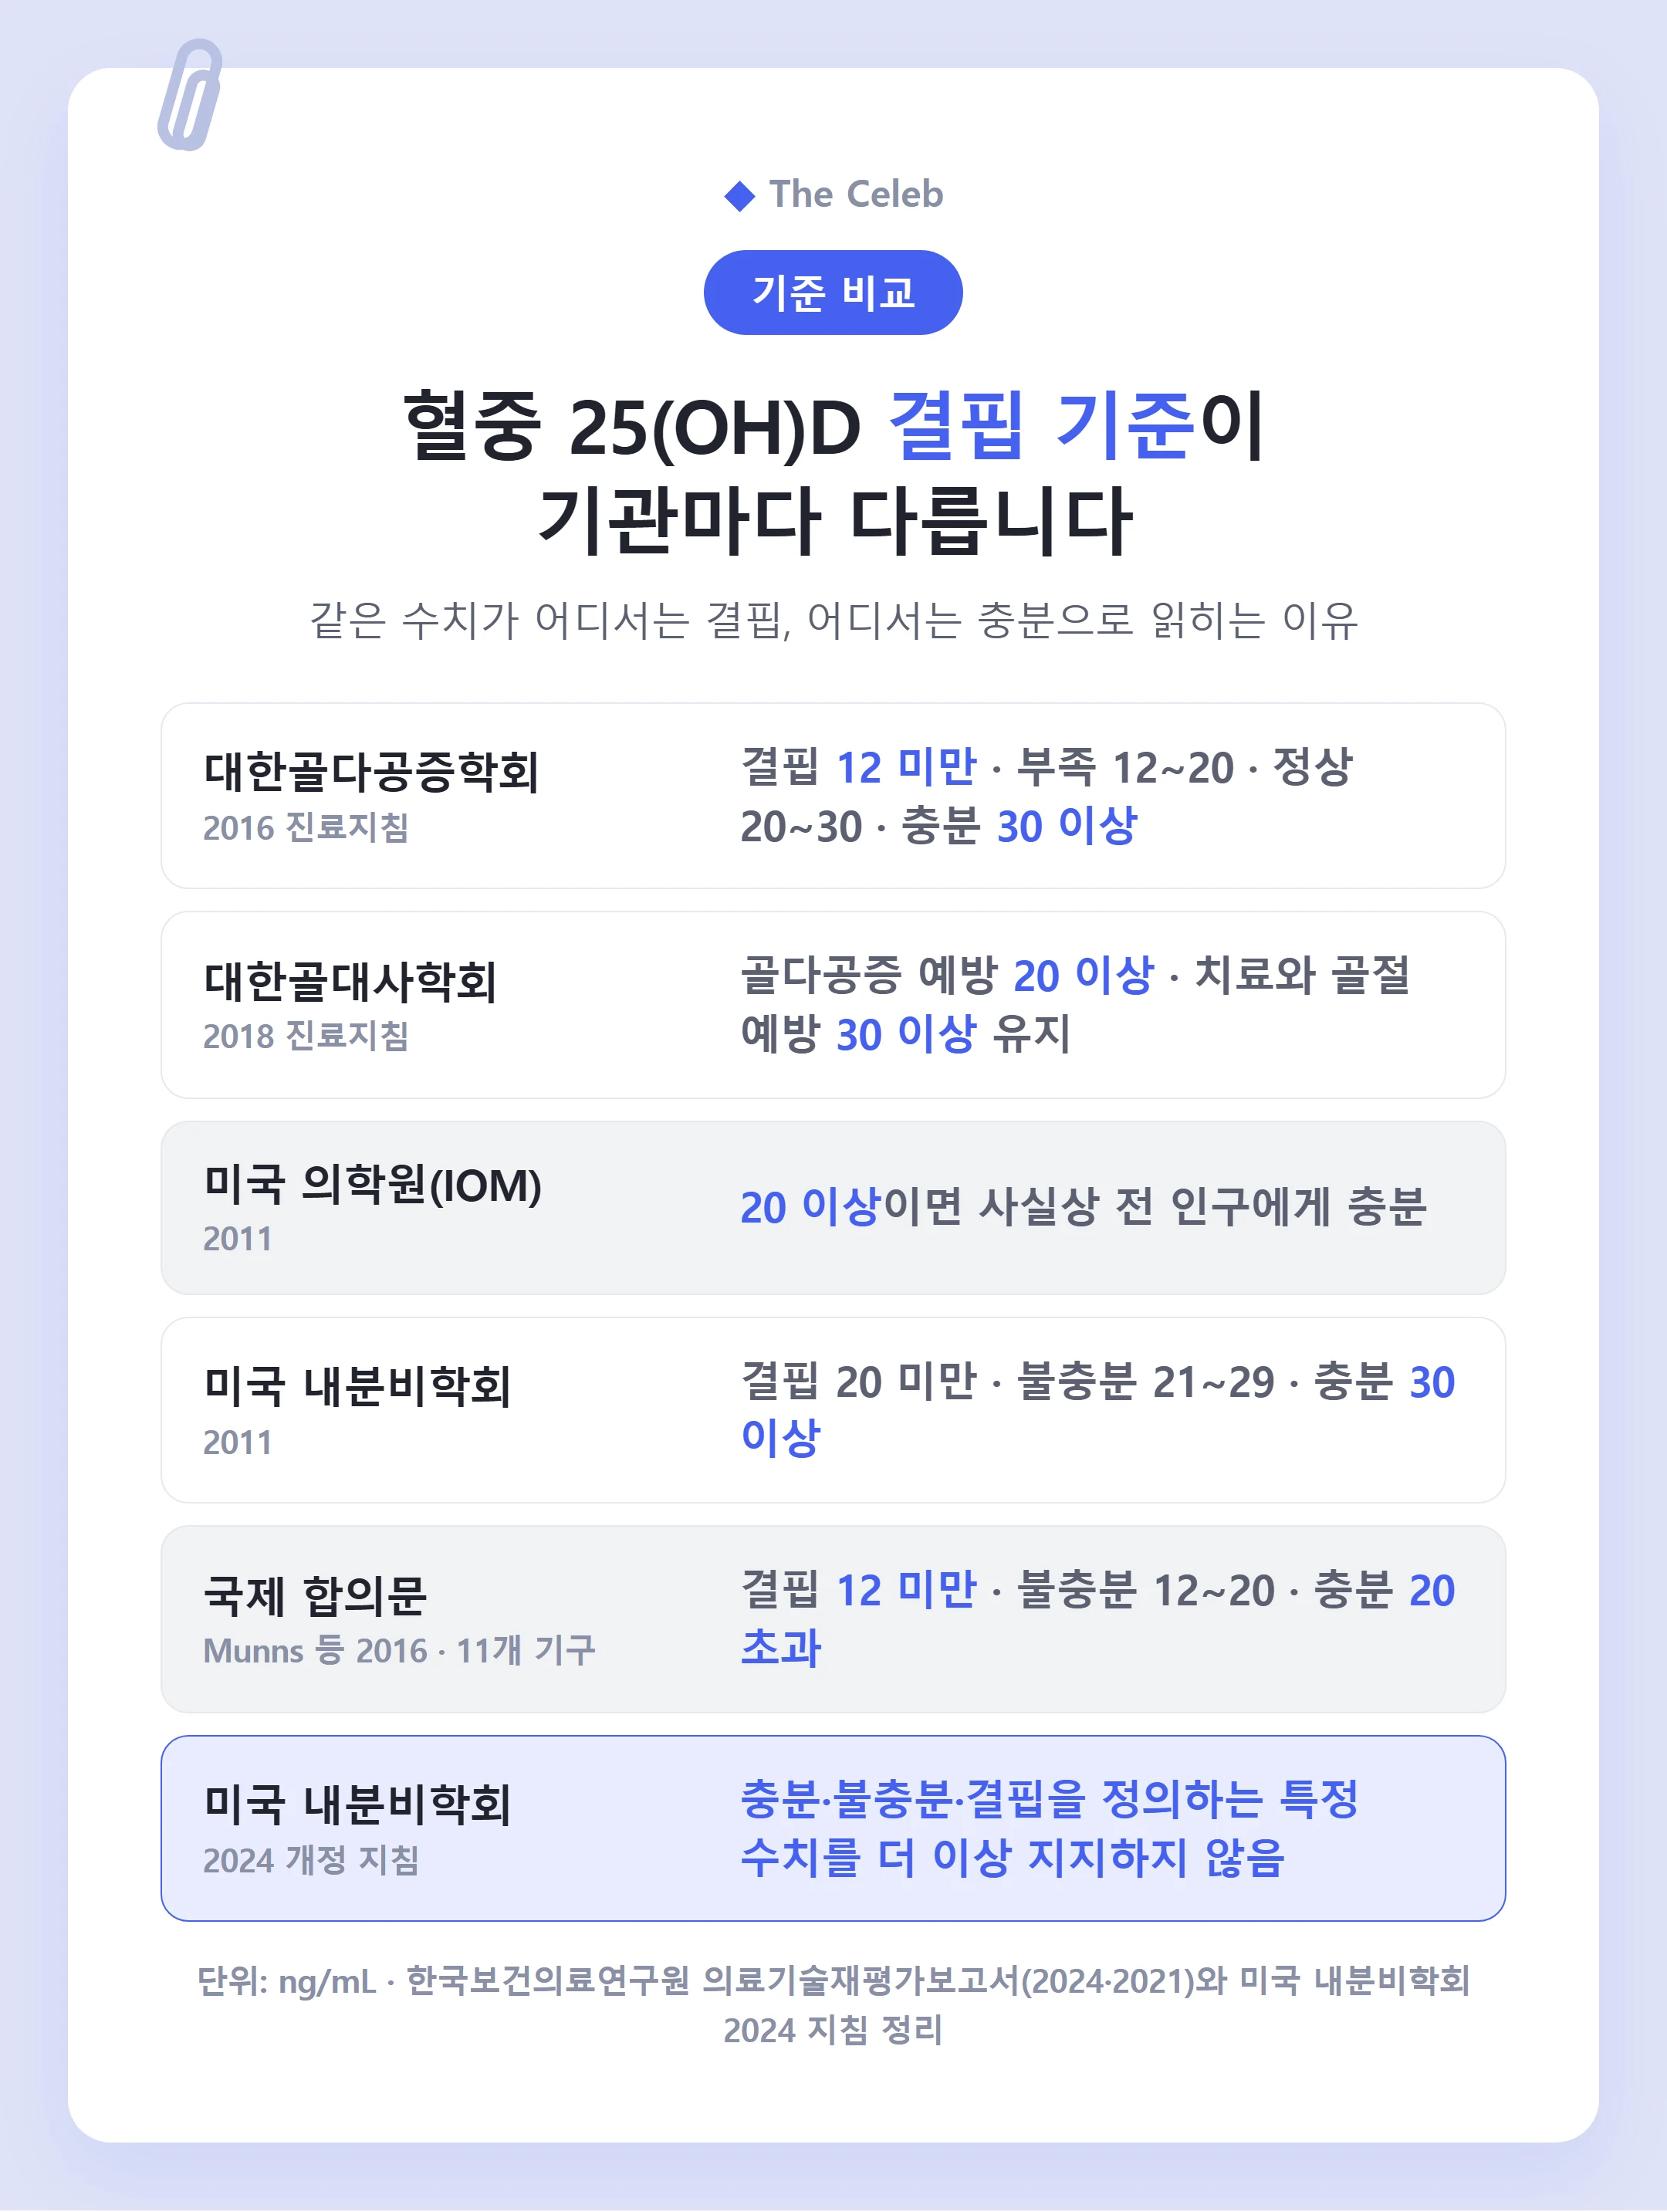 The Celeb
기준 비교
혈중 25(OH)D 결핍 기준이
기관마다 다릅니다
같은 수치가 어디서는 결핍, 어디서는 충분으로 읽히는 이유
대한골다공증학회
2016 진료지침
결핍 12 미만 · 부족 12~20 · 정상
20~30 · 충분 30 이상
대한골대사학회
2018 진료지침
골다공증 예방 20 이상 · 치료와 골절
예방 30 이상 유지
미국 의학원(IOM)
2011
20 이상이면 사실상 전 인구에게 충분
미국 내분비학회
2011
결핍 20 미만 · 불충분 21~29 · 충분 30
이상
국제 합의문
Munns 등 2016 · 11개 기구
결핍 12 미만 · 불충분 12~20 · 충분 20
초과
미국 내분비학회
2024 개정 지침
충분·불충분·결핍을 정의하는 특정
수치를 더 이상 지지하지 않음
단위: ng/mL · 한국보건의료연구원 의료기술재평가보고서(2024·2021)와 미국 내분비학회
2024 지침 정리